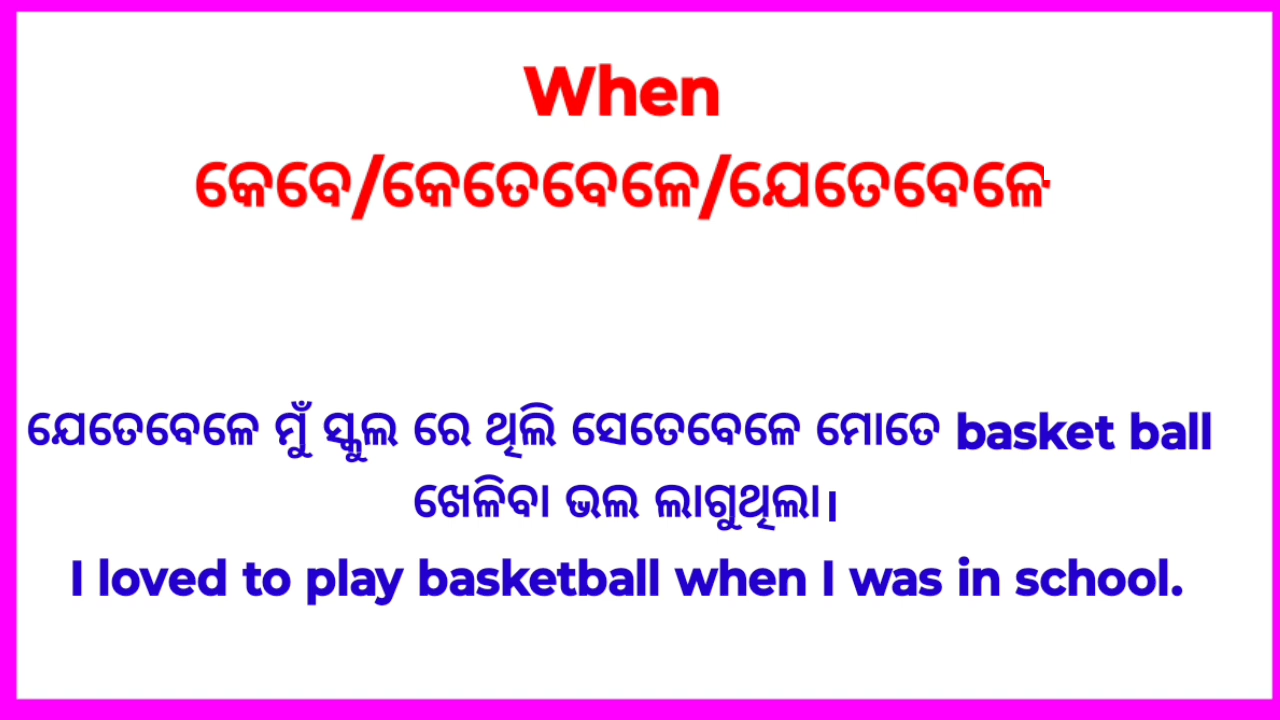 When
କେବେ/କେତେବେଳେ/ଯେତେବେଳେ
ଯେତେବେଳେ ମୁଁ ସ୍କୁଲ ରେ ଥିଲି ସେତେବେଳେ ମୋତେ basket ball
ଖେଳିବା ଭଲ ଲାଗୁଥିଲା।
I loved to play basketball when I was in school.